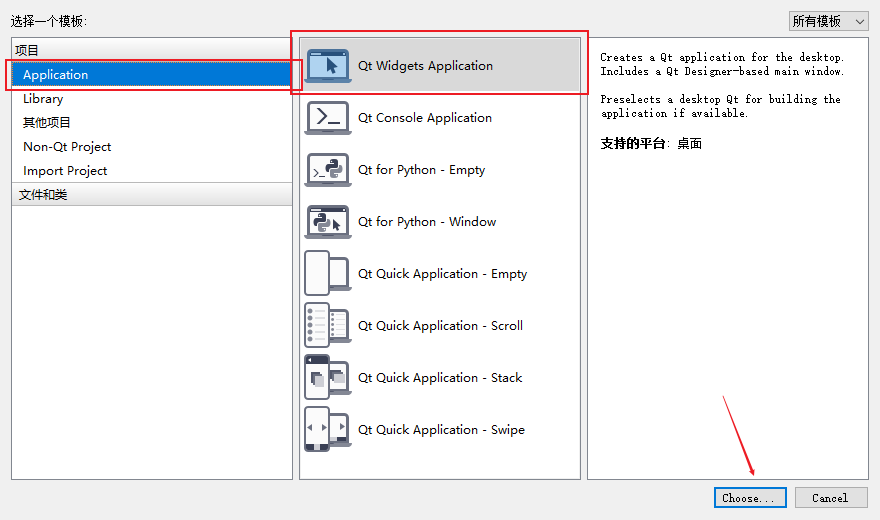 选择一个模板:
所有模板
项目
Application
Library
其他项目
Non-Qt Project
Import Project
文件和类
Qt Widgets Application
Qt Console Application
Qt for Python - Empty
Qt for Python - Window
Qt Quick Application - Empty
Qt Quick Application - Scroll
Qt Quick Application - Stack
Qt Quick Application - Swipe
Creates a Qt application for the desktop.
Includes a Qt Designer-based main window.
Preselects a desktop Qt for building the
application if available.
支持的平台: 桌面
Choose...
Cancel